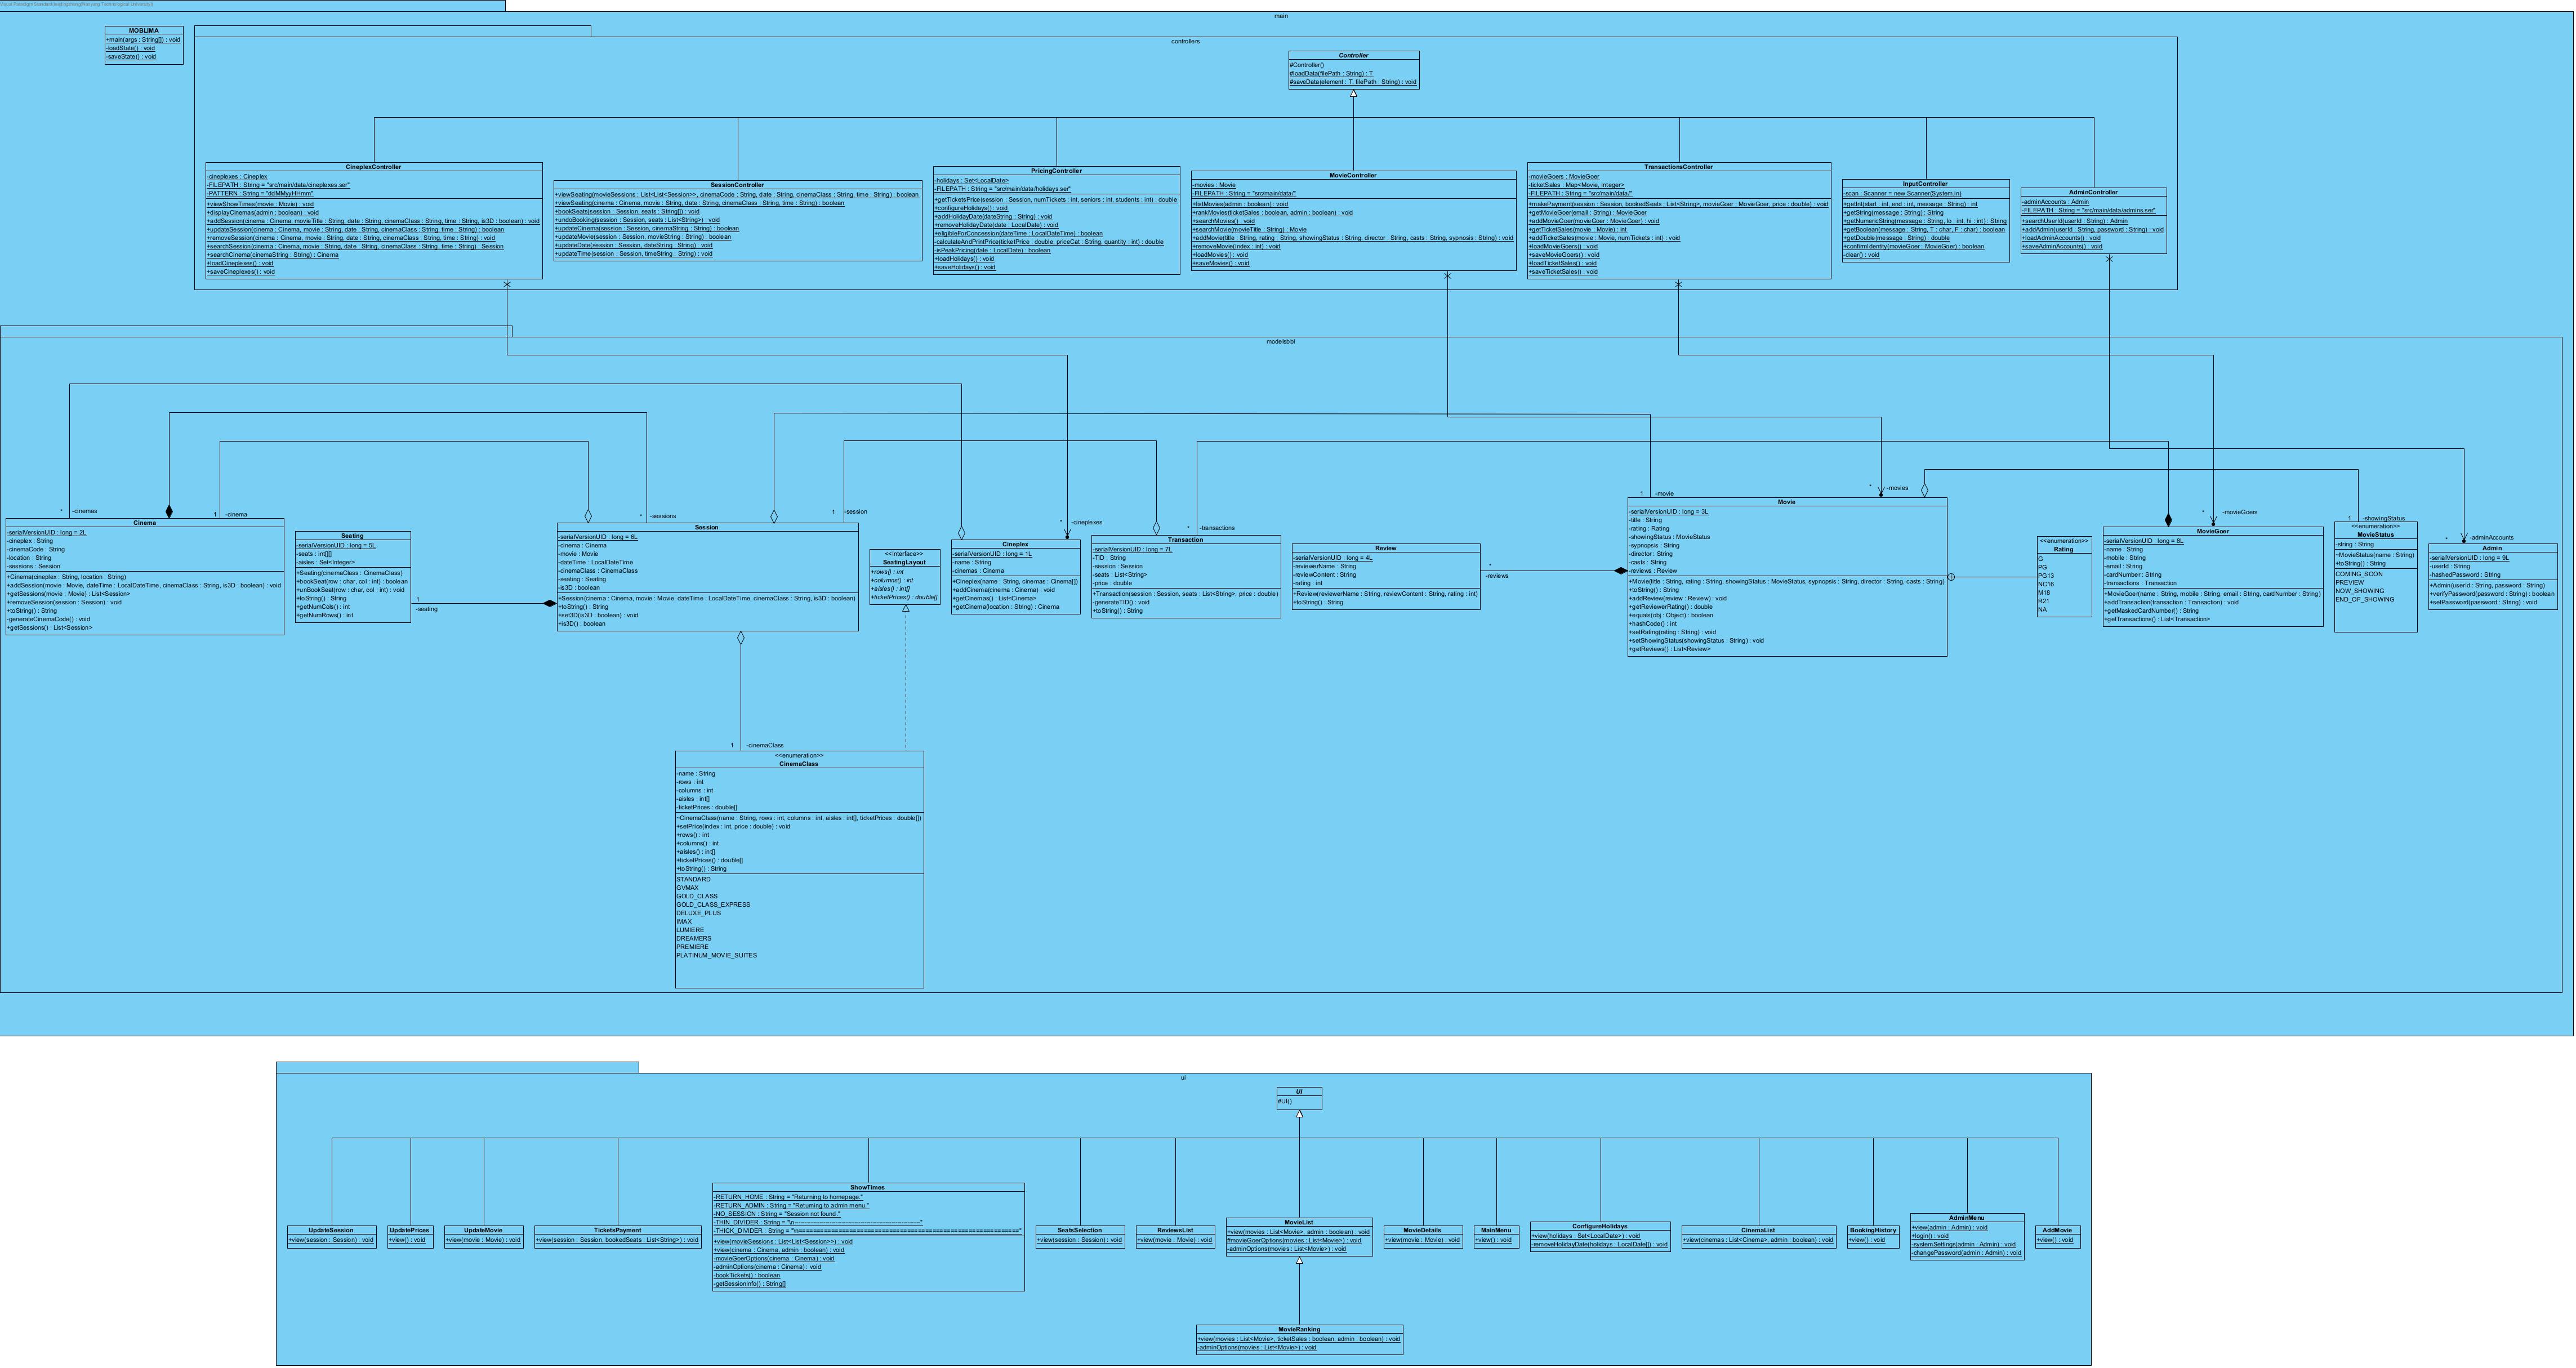 Visual Paradigm Standard(keatingzheng(Nanyang Technological University))
main
MOBLIMA
+main(args : String[]) : void
-loadState() : void
-saveState() : void
controllers
Controller
#Controller()
#loadData(filePath : String) : T
#saveData(element : T, filePath : String) : void
CineplexController
-cineplexes : Cineplex
-FILEPATH : String = "src/main/data/cineplexes.ser"
-PATTERN : String = "ddMMyyHHmm"
+viewShowTimes(movie : Movie) : void
+displayCinemas(admin : boolean) : void
+addSession(cinema : Cinema, movieTitle : String, date : String, cinemaClass : String, time : String, is3D : boolean) : void
+updateSession(cinema : Cinema, movie : String, date : String, cinemaClass : String, time : String) : boolean
+removeSession(cinema : Cinema, movie : String, date : String, cinemaClass : String, time : String) : void
+searchSession(cinema : Cinema, movie : String, date : String, cinemaClass : String, time : String) : Session
+searchCinema(cinemaString : String) : Cinema
+loadCineplexes() : void
+saveCineplexes() : void
SessionController
+viewSeating(movieSessions : List<List<Session>>, cinemaCode : String, date : String, cinemaClass : String, time : String) : boolean
+viewSeating(cinema : Cinema, movie : String, date : String, cinemaClass : String, time : String) : boolean
+bookSeats(session : Session, seats : String[]) : void
+undoBooking(session : Session, seats : List<String>) : void
+updateCinema(session : Session, cinemaString : String) : boolean
+updateMovie(session : Session, movieString : String) : boolean
+updateDate(session : Session, dateString : String) : void
+updateTime(session : Session, timeString : String) : void
PricingController
-holidays : Set<LocalDate>
-FILEPATH : String = "src/main/data/holidays.ser"
+getTicketsPrice(session : Session, numTickets : int, seniors : int, students : int) : double
+configureHolidays() : void
+addHolidayDate(dateString : String) : void
+removeHolidayDate(date : LocalDate) : void
+eligibleForConcession(dateTime : LocalDateTime) : boolean
-calculateAndPrintPrice(ticketPrice : double, priceCat : String, quantity : int) : double
-isPeakPricing(date : LocalDate) : boolean
+loadHolidays() : void
+saveHolidays() : void
MovieController
-movies : Movie
-FILEPATH : String = "src/main/data/"
+listMovies(admin : boolean) : void
+rankMovies(ticketSales : boolean, admin : boolean) : void
+searchMovies() : void
+searchMovie(movieTitle : String) : Movie
+addMovie(title : String, rating : String, showingStatus : String, director : String, casts : String, sypnosis : String) : void
+removeMovie(index : int) : void
+loadMovies() : void
+saveMovies() : void
TransactionsController
-movieGoers : MovieGoer
-ticketSales : Map<Movie, Integer>
-FILEPATH : String = "src/main/data/"
+makePayment(session : Session, bookedSeats : List<String>, movieGoer : MovieGoer, price : double) : void
+getMovieGoer(email : String) : MovieGoer
+addMovieGoer(movieGoer : MovieGoer) : void
+getTicketSales(movie : Movie) : int
+addTicketSales(movie : Movie, numTickets : int) : void
+loadMovieGoers() : void
+saveMovieGoers() : void
+loadTicketSales() : void
+saveTicketSales() : void
InputController
-scan : Scanner = new Scanner(System.in)
+getInt(start : int, end : int, message : String) : int
+getString(message : String) : String
+getNumericString(message : String, lo : int, hi : int) : String
+getBoolean(message : String, T : char, F : char) : boolean
+getDouble(message : String) : double
+confirmIdentity(movieGoer : MovieGoer) : boolean
-clear() : void
AdminController
-adminAccounts : Admin
-FILEPATH : String = "src/main/data/admins.ser"
+searchUserId(userId : String) : Admin
+addAdmin(userId : String, password : String) : void
+loadAdminAccounts() : void
+saveAdminAccounts() : void
modelsbbl
* -cinemas
1 -cinema
* -sessions
1 -session
* -cineplexes
* -transactions
1 -movie
* -movies
* -movieGoers
1 -showingStatus
* -adminAccounts
Cinema
-serialVersionUID : long = 2L
-cineplex : String
-cinemaCode : String
-location : String
-sessions : Session
+Cinema(cineplex : String, location : String)
+addSession(movie : Movie, dateTime : LocalDateTime, cinemaClass : String, is3D : boolean) : void
+getSessions(movie : Movie) : List<Session>
+removeSession(session : Session) : void
+toString() : String
-generateCinemaCode() : void
+getSessions() : List<Session>
Seating
-serialVersionUID : long = 5L
-seats : int[][]
-aisles : Set<Integer>
+Seating(cinemaClass : CinemaClass)
+bookSeat(row : char, col : int) : boolean
+unBookSeat(row : char, col : int) : void
+toString() : String
+getNumCols() : int
+getNumRows() : int
1
-seating
Session
-serialVersionUID : long = 6L
-cinema : Cinema
-movie : Movie
-dateTime : LocalDateTime
-cinemaClass : CinemaClass
-seating : Seating
-is3D : boolean
+Session(cinema : Cinema, movie : Movie, dateTime : LocalDateTime, cinemaClass : String, is3D : boolean)
+toString() : String
+set3D(is3D : boolean) : void
+is3D() : boolean
<<Interface>>
SeatingLayout
+rows() : int
+columns() : int
+aisles() : int[]
+ticketPrices() : double[]
Cineplex
-serialVersionUID : long = 1L
-name : String
-cinemas : Cinema
+Cineplex(name : String, cinemas : Cinema[])
+addCinema(cinema : Cinema) : void
+getCinemas() : List<Cinema>
+getCinema(location : String) : Cinema
Transaction
-serialVersionUID : long = 7L
-TID : String
-session : Session
-seats : List<String>
-price : double
+Transaction(session : Session, seats : List<String>, price : double)
-generateTID() : void
+toString() : String
Review
-serialVersionUID : long = 4L
-reviewerName : String
-reviewContent : String
-rating : int
+Review(reviewerName : String, reviewContent : String, rating : int)
+toString() : String
*
-reviews
Movie
-serialVersionUID : long = 3L
-title : String
-rating : Rating
-showingStatus : MovieStatus
-sypnopsis : String
-director : String
-casts : String
-reviews : Review
+Movie(title : String, rating : String, showingStatus : MovieStatus, sypnopsis : String, director : String, casts : String)
+toString() : String
+addReview(review : Review) : void
+getReviewerRating() : double
+equals(obj : Object) : boolean
+hashCode() : int
+setRating(rating : String) : void
+setShowingStatus(showingStatus : String) : void
+getReviews() : List<Review>
<<enumeration>>
Rating
G
PG
PG13
NC16
M18
R21
NA
MovieGoer
-serialVersionUID : long = 8L
-name : String
-mobile : String
-email : String
-cardNumber : String
-transactions : Transaction
+MovieGoer(name : String, mobile : String, email : String, cardNumber : String)
+addTransaction(transaction : Transaction) : void
+getMaskedCardNumber() : String
+getTransactions() : List<Transaction>
<<enumeration>>
MovieStatus
-string : String
~MovieStatus(name : String)
+toString() : String
COMING_SOON
PREVIEW
NOW_SHOWING
END_OF_SHOWING
Admin
-serialVersionUID : long = 9L
-userId : String
-hashedPassword : String
+Admin(userId : String, password : String)
+verifyPassword(password : String) : boolean
+setPassword(password : String) : void
1 -cinemaClass
<<enumeration>>
CinemaClass
-name : String
-rows : int
-columns : int
-aisles : int[]
-ticketPrices : double[]
~CinemaClass(name : String, rows : int, columns : int, aisles : int[], ticketPrices : double[])
+setPrice(index : int, price : double) : void
+rows() : int
+columns() : int
+aisles() : int[]
+ticketPrices() : double[]
+toString() : String
STANDARD
GVMAX
GOLD_CLASS
GOLD_CLASS_EXPRESS
DELUXE_PLUS
IMAX
LUMIERE
DREAMERS
PREMIERE
PLATINUM_MOVIE_SUITES
ui
UI
#UI()
UpdateSession
+view(session : Session) : void
UpdatePrices
+view() : void
UpdateMovie
+view(movie : Movie) : void
TicketsPayment
+view(session : Session, bookedSeats : List<String>) : void
ShowTimes
-RETURN_HOME : String = "Returning to homepage."
-RETURN_ADMIN : String = "Returning to admin menu."
-NO_SESSION : String = "Session not found."
-THIN_DIVIDER : String = "\n--------------------------------------------------------"
-THICK_DIVIDER : String = "\n========================================================"
+view(movieSessions : List<List<Session>>) : void
+view(cinema : Cinema, admin : boolean) : void
-movieGoerOptions(cinema : Cinema) : void
-adminOptions(cinema : Cinema) : void
-bookTickets() : boolean
-getSessionInfo() : String[]
SeatsSelection
+view(session : Session) : void
ReviewsList
+view(movie : Movie) : void
MovieList
+view(movies : List<Movie>, admin : boolean) : void
#movieGoerOptions(movies : List<Movie>) : void
-adminOptions(movies : List<Movie>) : void
MovieDetails
+view(movie : Movie) : void
MainMenu
+view() : void
ConfigureHolidays
+view(holidays : Set<LocalDate>) : void
-removeHolidayDate(holidays : LocalDate[]) : void
CinemaList
+view(cinemas : List<Cinema>, admin : boolean) : void
BookingHistory
+view() : void
AdminMenu
+view(admin : Admin) : void
+login() : void
-systemSettings(admin : Admin) : void
-changePassword(admin : Admin) : void
AddMovie
+view() : void
MovieRanking
+view(movies : List<Movie>, ticketSales : boolean, admin : boolean) : void
-adminOptions(movies : List<Movie>) : void